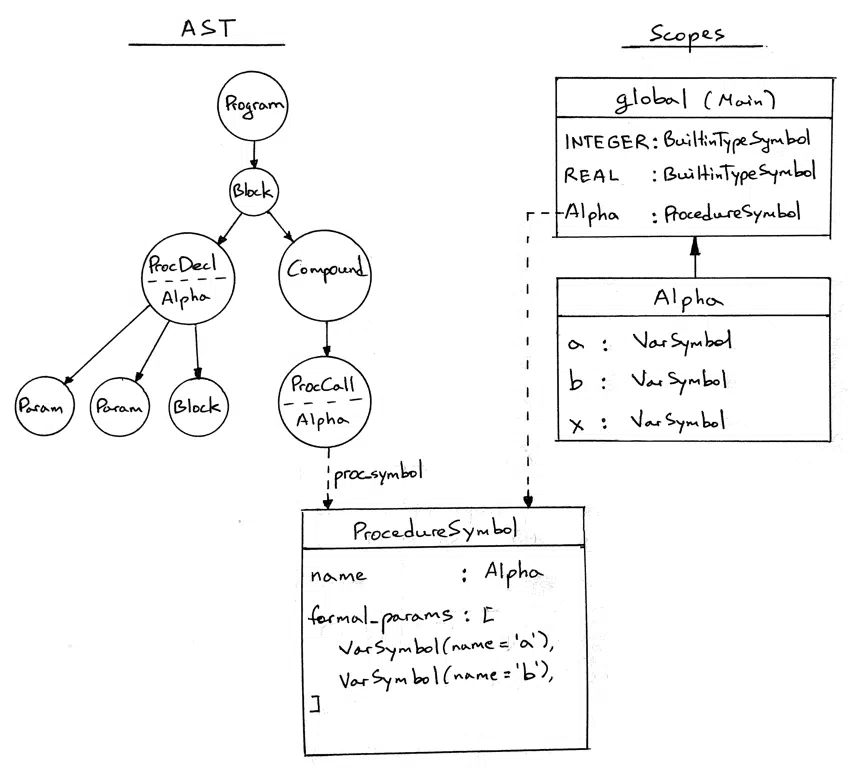 AST
Program
Block
ProcDecl
Alpha
Compound
Param
Param
Block
ProcCall
Alpha
proc_symbol
Scopes
global (Main)
INTEGER : BuiltinTypeSymbol
REAL : BuiltinTypeSymbol
Alpha : ProcedureSymbol
Alpha
a : VarSymbol
b : VarSymbol
x : VarSymbol
ProcedureSymbol
name : Alpha
formal_params : [
VarSymbol(name='a'),
VarSymbol(name='b'),
]